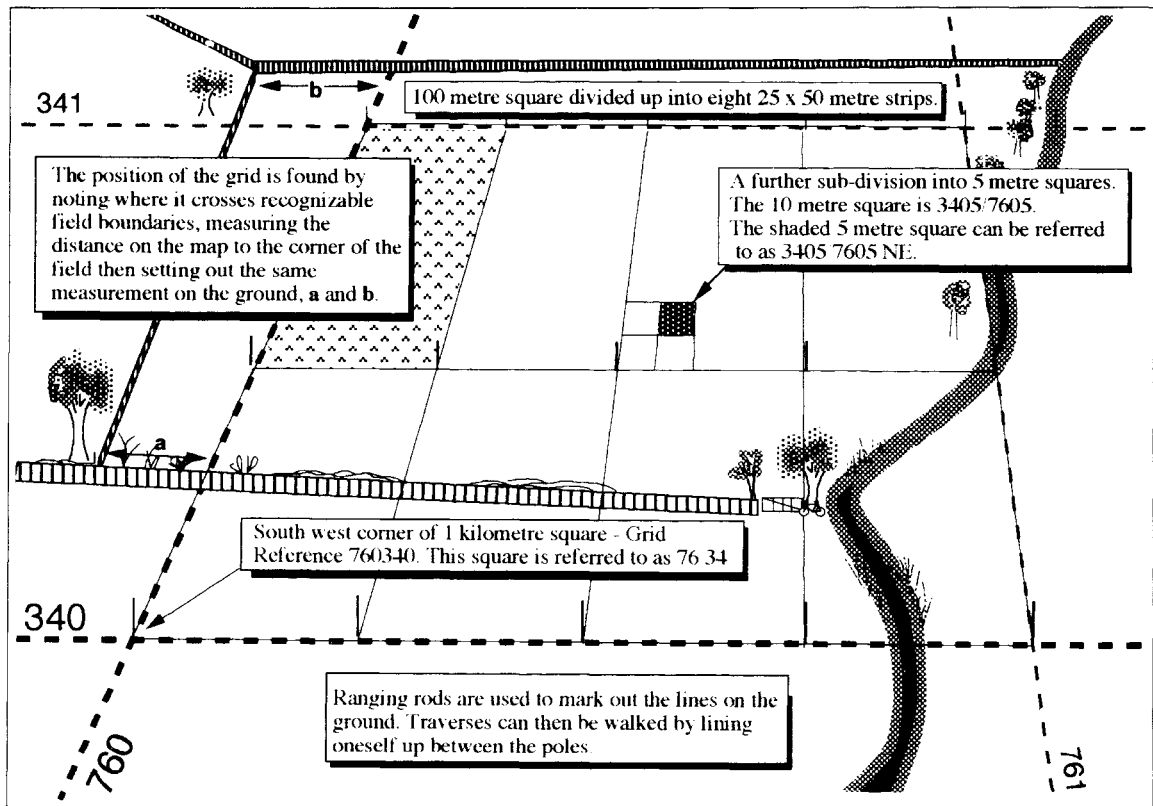 b
341
100 metre square divided up into eight 25 x 50 metre strips.
The position of the grid is found by
noting where it crosses recognizable
field boundaries, measuring the
distance on the map to the corner of the
field then setting out the same
measurement on the ground, a and b.
A further sub-division into 5 metre squares.
The 10 metre square is 3405/7605.
The shaded 5 metre square can be referred
to as 3405 7605 NE.
a
South west corner of 1 kilometre square - Grid
Reference 760340. This square is referred to as 76 34
340
Ranging rods are used to mark out the lines on the
ground. Traverses can then be walked by lining
oneself up between the poles.
760
761